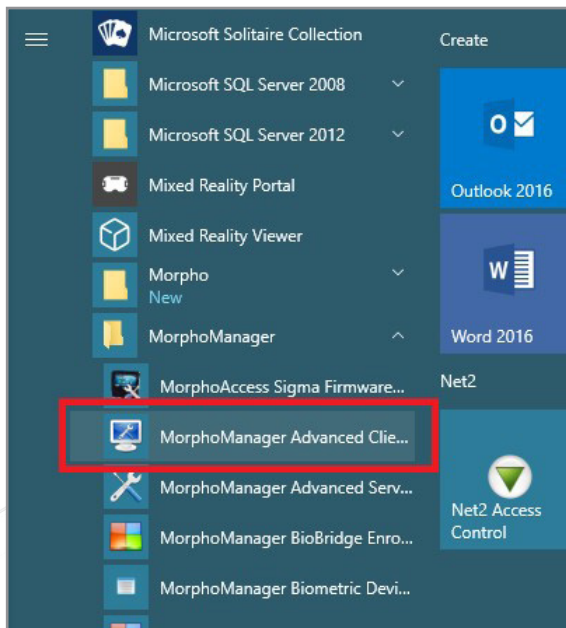 Microsoft Solitaire Collection
Microsoft SQL Server 2008
Microsoft SQL Server 2012
Mixed Reality Portal
Mixed Reality Viewer
Morpho
New
MorphoManager
MorphoAccess Sigma Firmware...
MorphoManager Advanced Clie...
MorphoManager Advanced Serv...
MorphoManager BioBridge Enro...
MorphoManager Biometric Devi...
Create
Outlook 2016
Word 2016
Net2
Net2 Access
Control